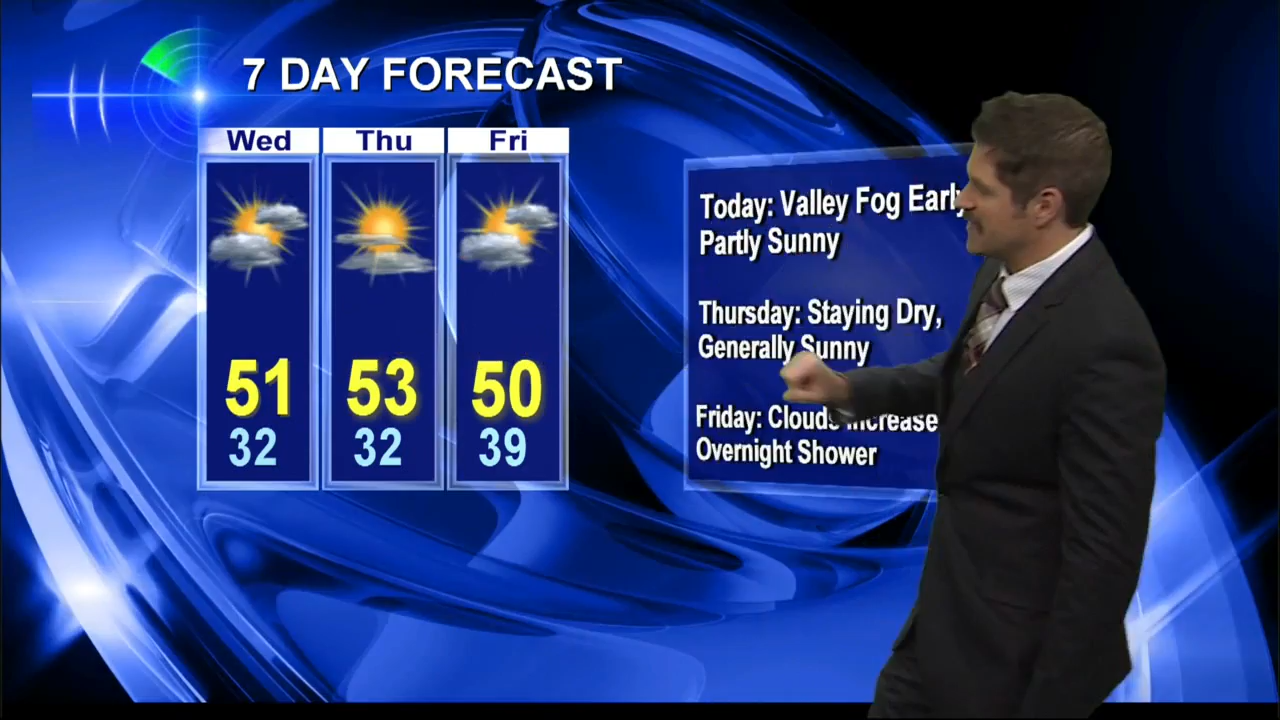 7 DAY FORECAST
Wed Thu Fri
51 53 50
32 32 39
Today: Valley Fog Early
Partly Sunny
Thursday: Staying Dry,
Generally Sunny
Friday: Clouds Increase
Overnight Shower